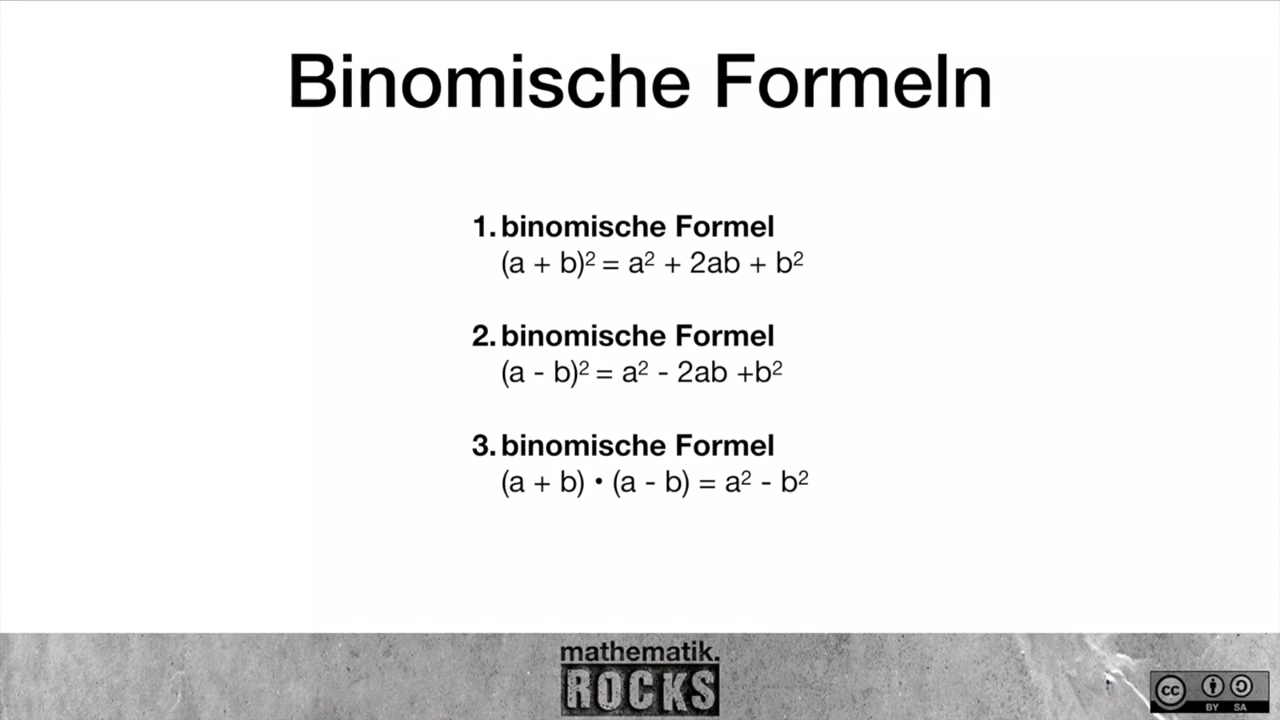 Binomische Formeln
1. binomische Formel
(a + b)² = a² + 2ab + b²
2. binomische Formel
(a - b)² = a² - 2ab +b²
3. binomische Formel
(a + b) • (a - b) = a² - b²
mathematik.
ROCKS
cc
BY SA